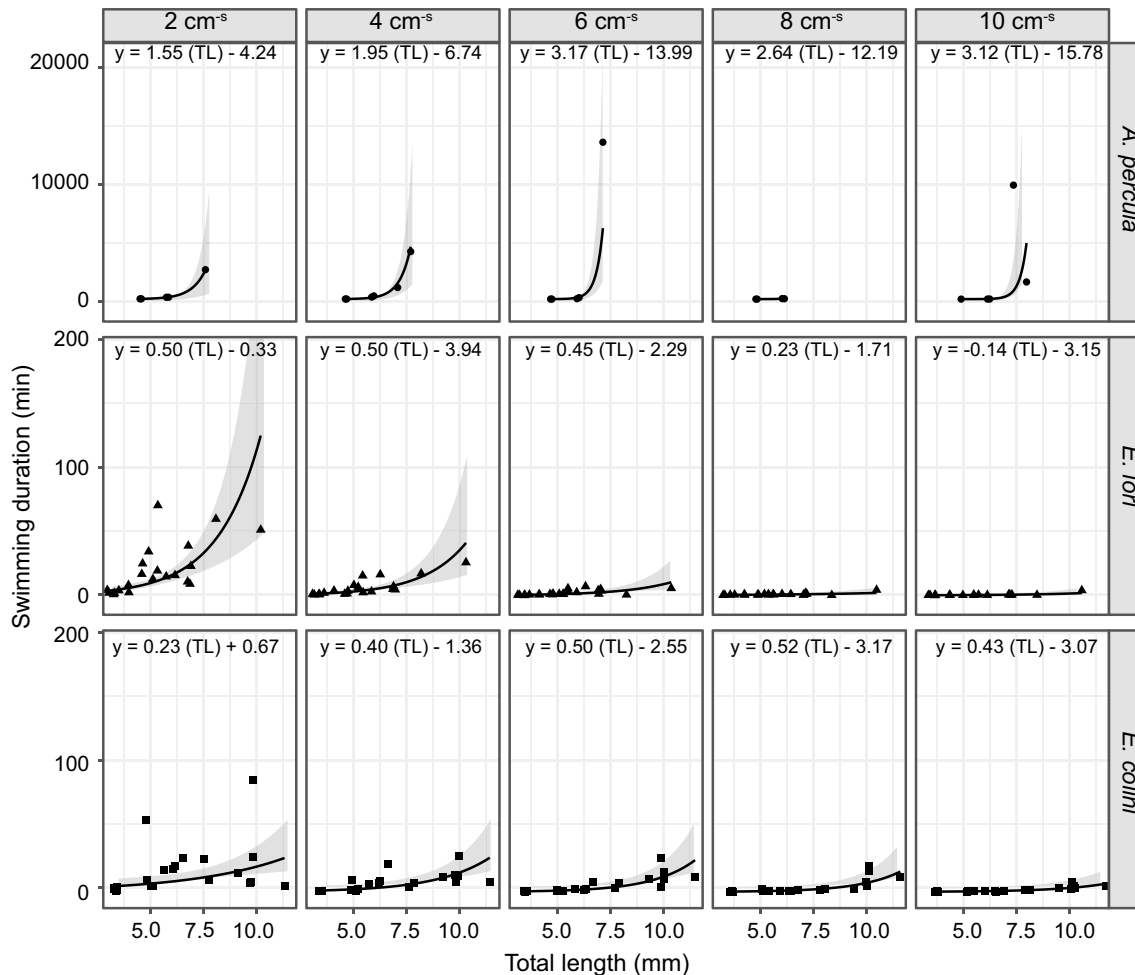 2 cm-s 4 cm-s 6 cm-s 8 cm-s 10 cm-s
y = 1.55 (TL) - 4.24 y = 1.95 (TL) - 6.74 y = 3.17 (TL) - 13.99 y = 2.64 (TL) - 12.19 y = 3.12 (TL) - 15.78
20000
10000
0
A. percula
y = 0.50 (TL) - 0.33 y = 0.50 (TL) - 3.94 y = 0.45 (TL) - 2.29 y = 0.23 (TL) - 1.71 y = -0.14 (TL) - 3.15
200
100
0
E. lori
y = 0.23 (TL) + 0.67 y = 0.40 (TL) - 1.36 y = 0.50 (TL) - 2.55 y = 0.52 (TL) - 3.17 y = 0.43 (TL) - 3.07
200
100
0
E. colini
Swimming duration (min)
5.0 7.5 10.0 5.0 7.5 10.0 5.0 7.5 10.0 5.0 7.5 10.0 5.0 7.5 10.0
Total length (mm)